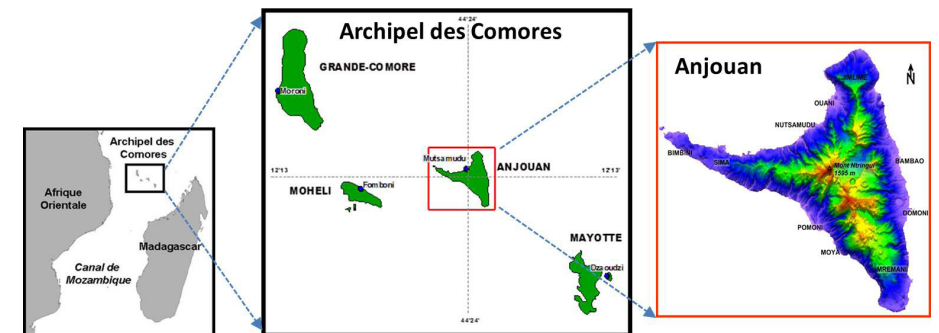 Archipel des
Comores
Afrique
Orientale
Madagascar
Canal de
Mozambique
44°24'
Archipel des Comores
GRANDE-COMORE
Moroni
Mutsamudu
ANJOUAN
12°13
12°13'
MOHELI
Fomboni
MAYOTTE
Dzaoudzi
44°24'
Anjouan
N
JIMLIME
OUANI
NUTSAMUDU
BIMBINI
SIMA
BAMBAO
Mont Ntringui
1595 m
DOMONI
POMONI
MOYA
MREMANI